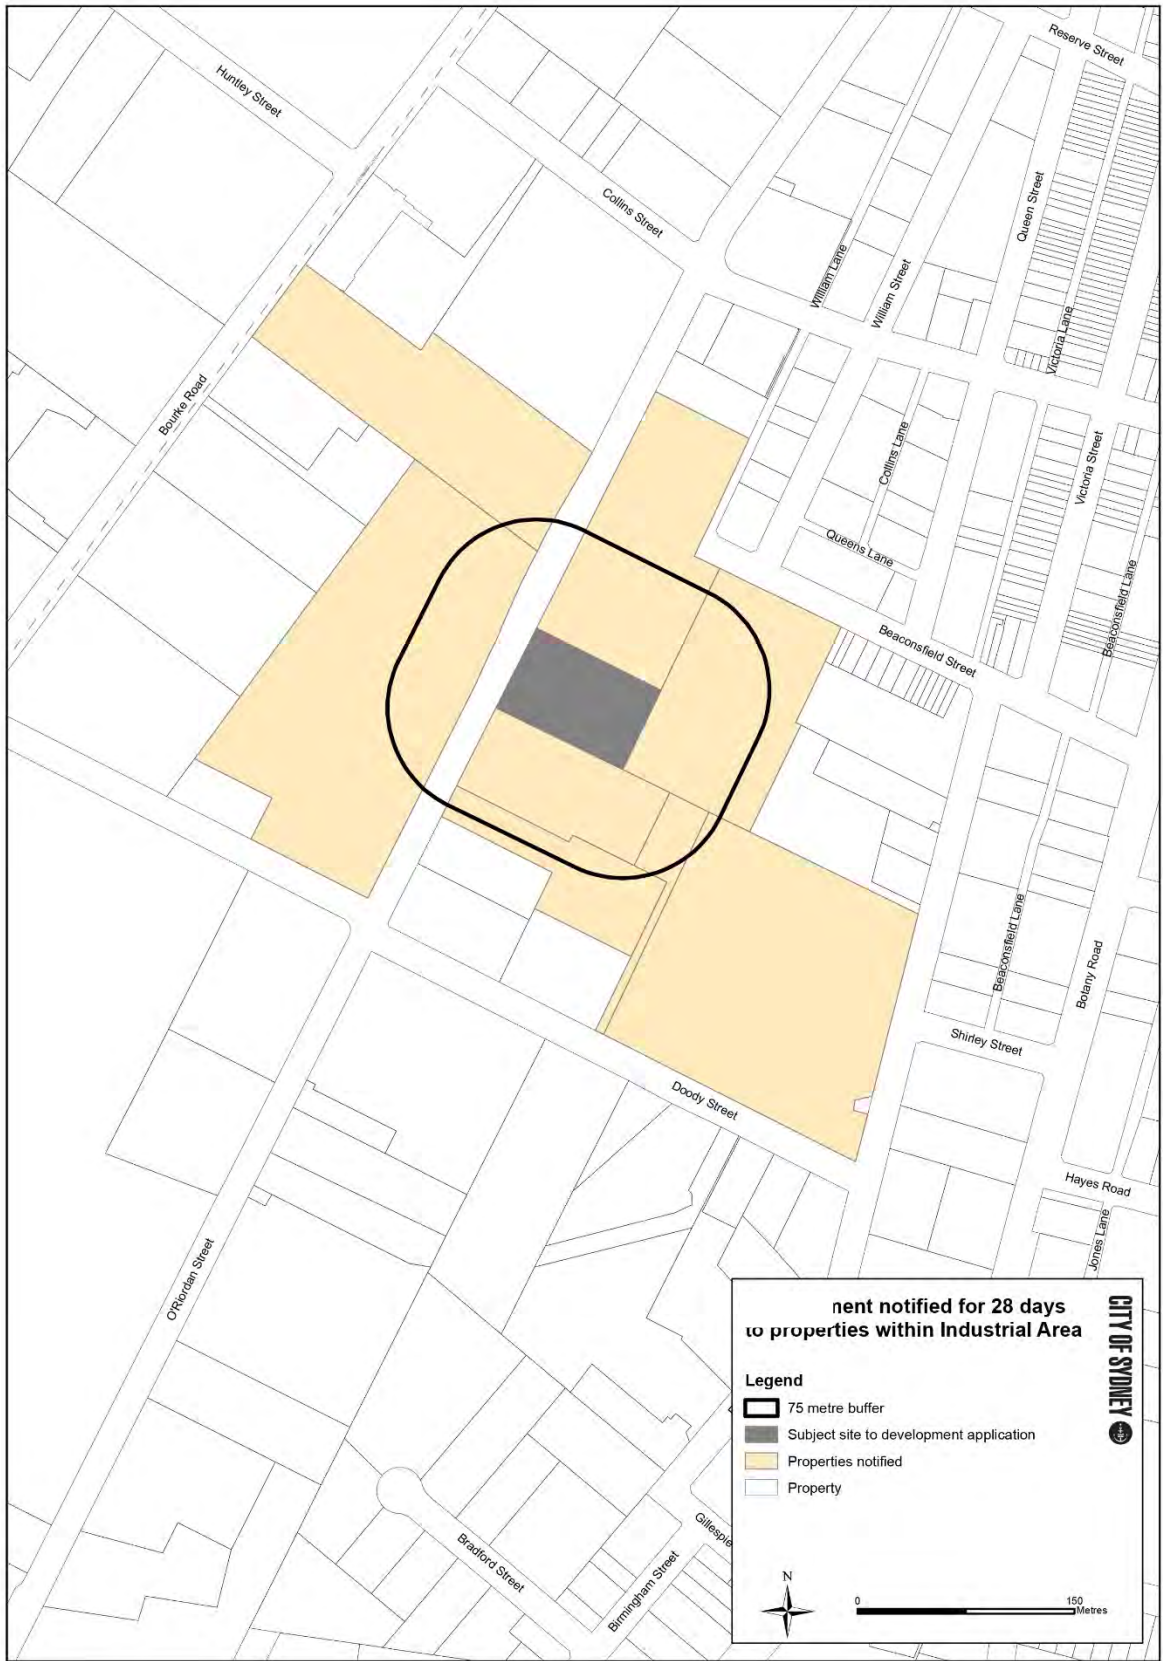 Reserve Street
Huntley Street
Collins Street
Queen Street
William Lane
William Street
Victoria Lane
Bourke Road
Collins Lane
Victoria Street
Queens Lane
Beaconsfield Lane
Beaconsfield Street
Beaconsfield Lane
Botany Road
Shirley Street
Doody Street
Hayes Road
Jones Lane
O'Riordan Street
notified for 28 days
to properties within Industrial Area
CITY OF SYDNEY
Legend
75 metre buffer
Subject site to development application
Properties notified
Property
Gillespie
Bradford Street
Birmingham Street
N
0 150
Metres